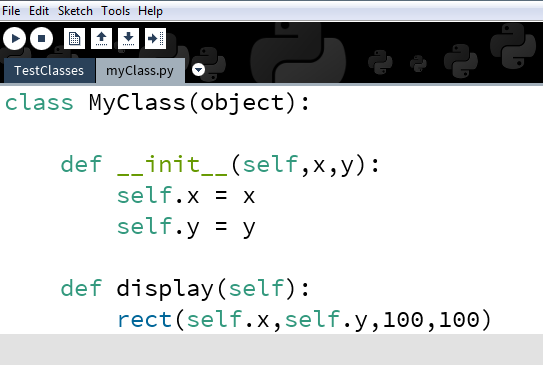 File Edit Sketch Tools Help
TestClasses myClass.py
class MyClass(object):
    def __init__(self,x,y):
        self.x = x
        self.y = y
    def display(self):
        rect(self.x,self.y,100,100)